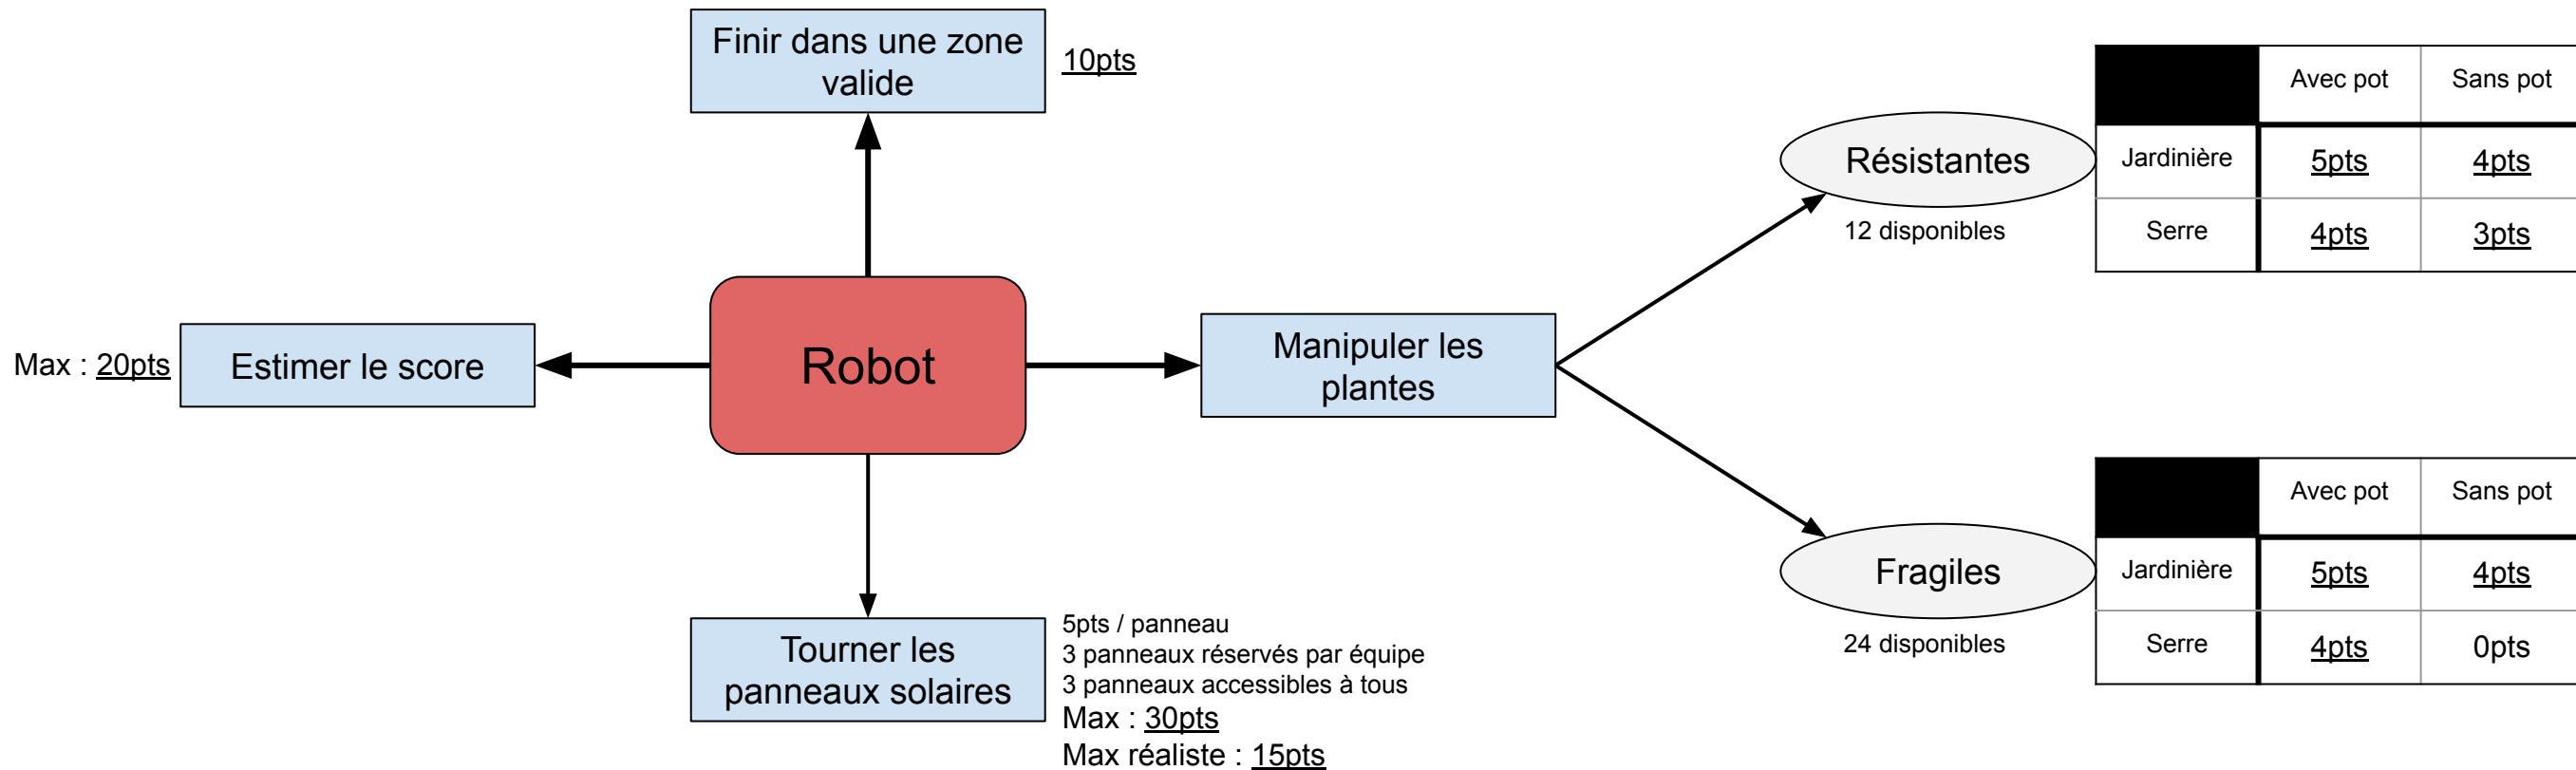 Finir dans une zone
valide
10pts
Max : 20pts
Estimer le score
Robot
Manipuler les
plantes
Tourner les
panneaux solaires
5pts / panneau
3 panneaux réservés par équipe
3 panneaux accessibles à tous
Max : 30pts
Max réaliste : 15pts
Résistantes
12 disponibles
Avec pot
Sans pot
Jardinière
5pts
4pts
Serre
4pts
3pts
Fragiles
24 disponibles
Avec pot
Sans pot
Jardinière
5pts
4pts
Serre
4pts
0pts